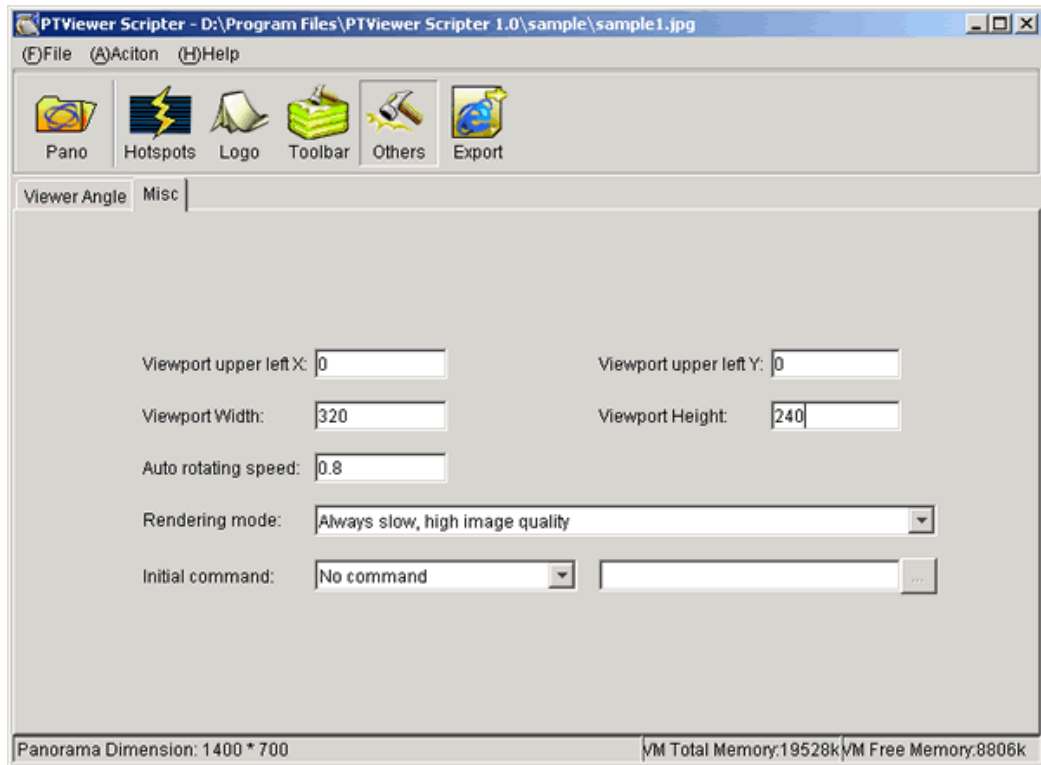 PTViewer Scripter - D:\Program Files\PTViewer Scripter 1.0\sample\sample1.jpg
(F)File (A)Aciton (H)Help
Pano Hotspots Logo Toolbar Others Export
Viewer Angle Misc
Viewport upper left X: 0 Viewport upper left Y: 0
Viewport Width: 320 Viewport Height: 240
Auto rotating speed: 0.8
Rendering mode: Always slow, high image quality
Initial command: No command ...
Panorama Dimension: 1400 * 700 VM Total Memory:19528k VM Free Memory:8806k